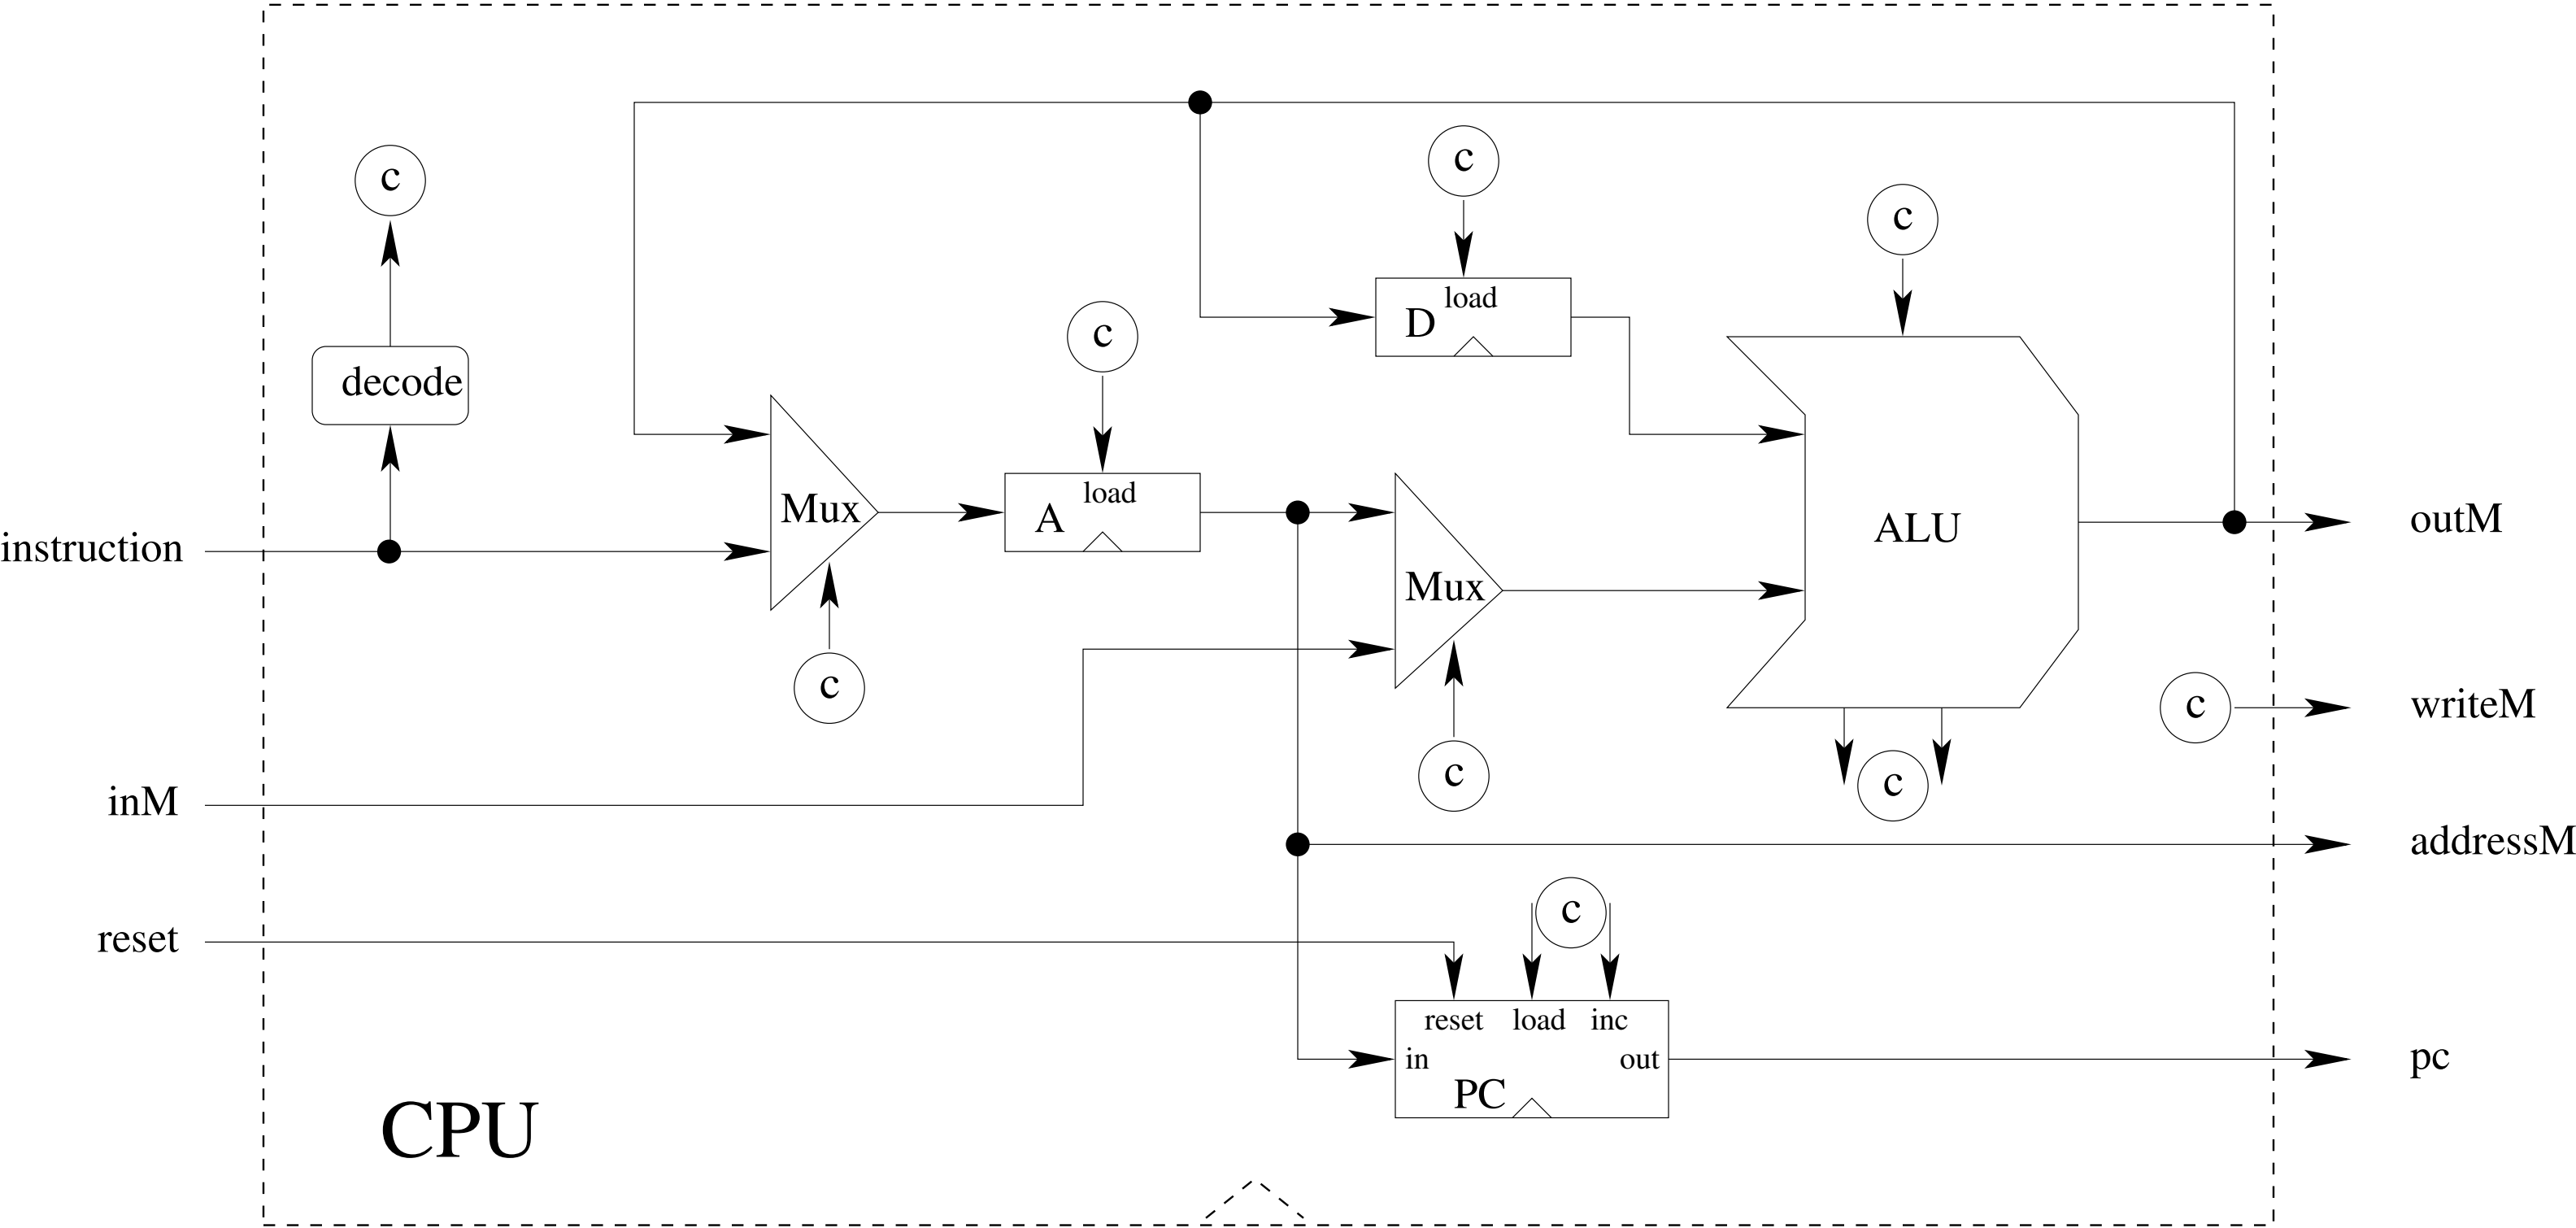 c
c
c
load
D
c
load
A
decode
Mux
Mux
ALU
instruction
outM
c
c
c
c
writeM
inM
addressM
c
reset
reset load inc
in out
PC
pc
CPU